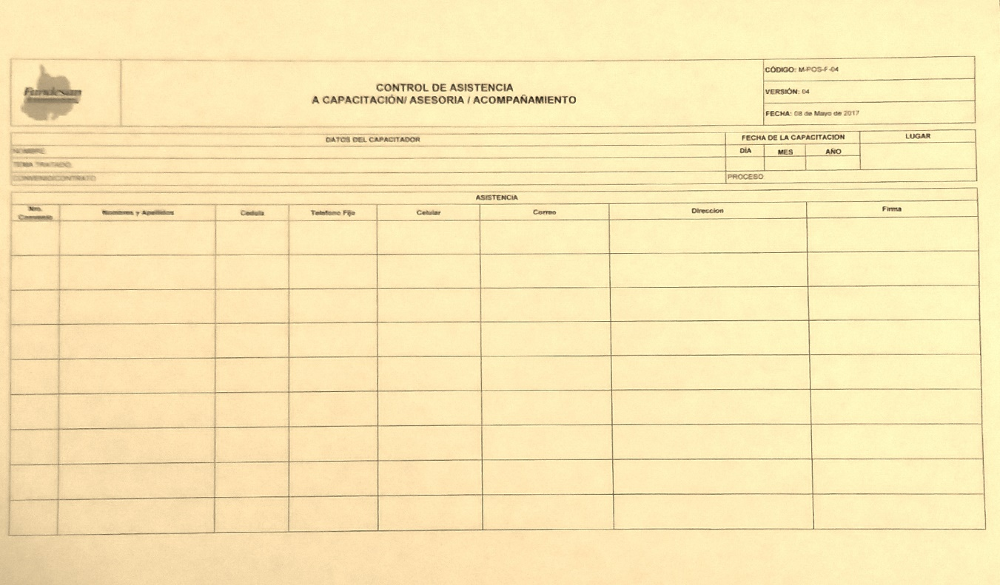 Fundesan
CONTROL DE ASISTENCIA
A CAPACITACIÓN/ ASESORIA / ACOMPAÑAMIENTO
CÓDIGO: M-POS-F-04
VERSIÓN: 04
FECHA: 08 de Mayo de 2017
DATOS DEL CAPACITADOR
FECHA DE LA CAPACITACION
LUGAR
NOMBRE:
DÍA MES AÑO
TEMA TRATADO:
CONVENIO/CONTRATO
PROCESO:
ASISTENCIA
Nro. Convenio
Nombres y Apellidos
Cedula
Telefono Fijo
Celular
Correo
Direccion
Firma